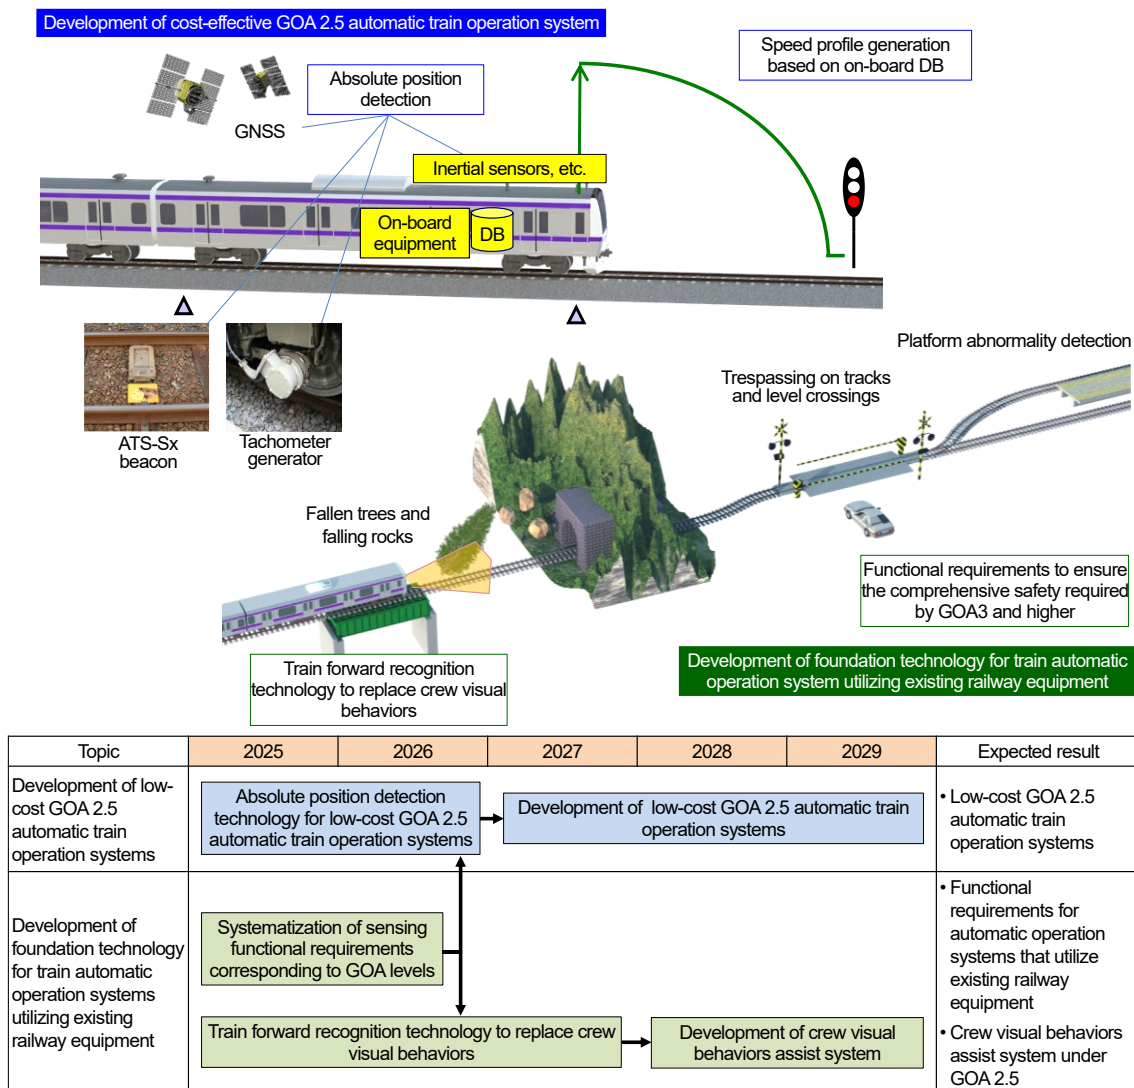 Development of cost-effective GOA 2.5 automatic train operation system
Speed profile generation
based on on-board DB
Absolute position
detection
GNSS
Inertial sensors, etc.
On-board
equipment
DB
ATS-Sx
beacon
Tachometer
generator
Platform abnormality detection
Trespassing on tracks
and level crossings
Fallen trees and
falling rocks
Functional requirements to ensure
the comprehensive safety required
by GOA3 and higher
Train forward recognition
technology to replace crew visual
behaviors
Development of foundation technology for train automatic
operation system utilizing existing railway equipment
Topic
2025
2026
2027
2028
2029
Expected result
Development of low-
cost GOA 2.5
automatic train
operation systems
Absolute position detection
technology for low-cost GOA 2.5
automatic train operation systems
Development of low-cost GOA 2.5 automatic train
operation systems
• Low-cost GOA 2.5
automatic train
operation systems
Development of
foundation technology
for train automatic
operation systems
utilizing existing
railway equipment
Systematization of sensing
functional requirements
corresponding to GOA levels
Train forward recognition technology to replace crew
visual behaviors
Development of crew visual
behaviors assist system
• Functional
requirements for
automatic operation
systems that utilize
existing railway
equipment
• Crew visual behaviors
assist system under
GOA 2.5